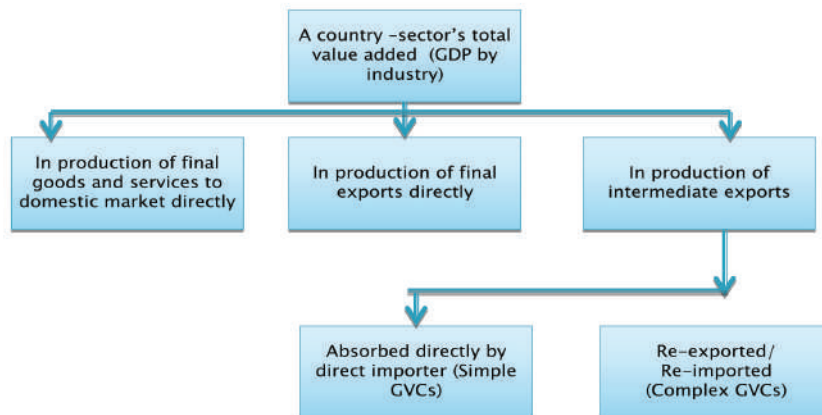 A country –sector's total
value added (GDP by
industry)
In production of final
goods and services to
domestic market directly
In production of final
exports directly
In production of
intermediate exports
Absorbed directly by
direct importer (Simple
GVCs)
Re-exported/
Re-imported
(Complex GVCs)